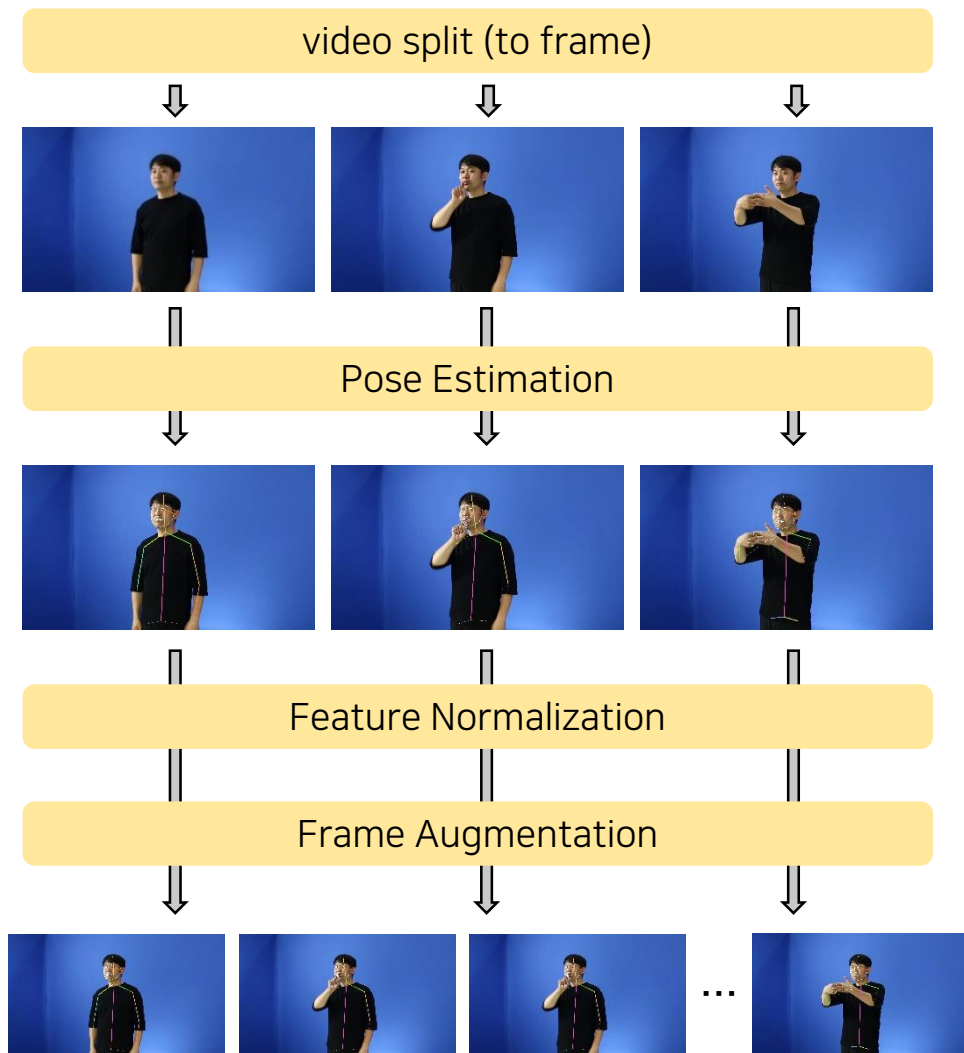 video split (to frame)
Pose Estimation
Feature Normalization
Frame Augmentation
...